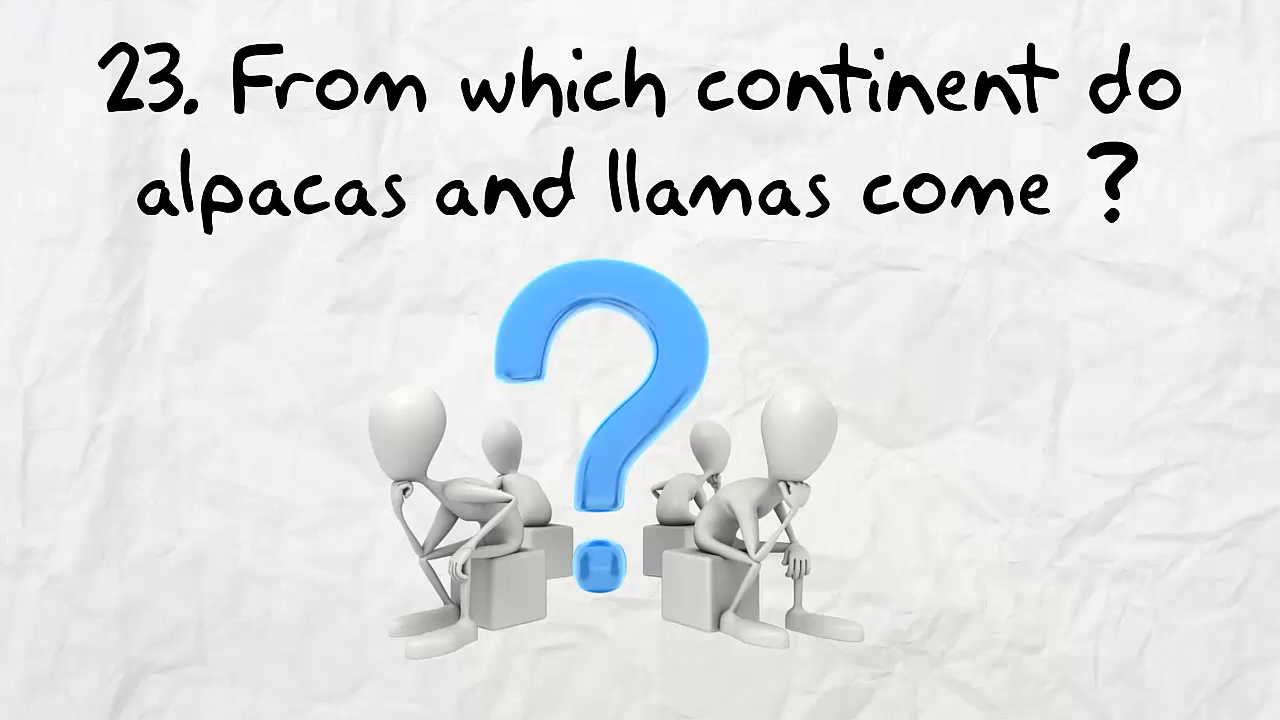 23. From which continent do
alpacas and llamas come ?